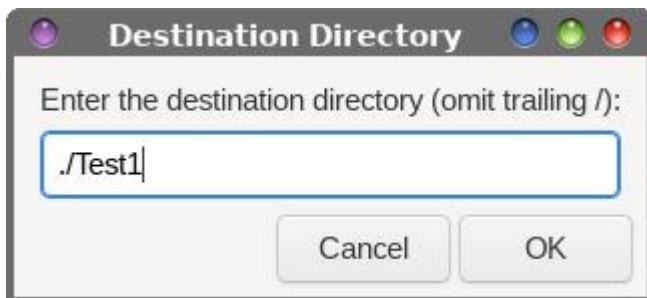 Destination Directory
Enter the destination directory (omit trailing /):
./Test1
Cancel OK